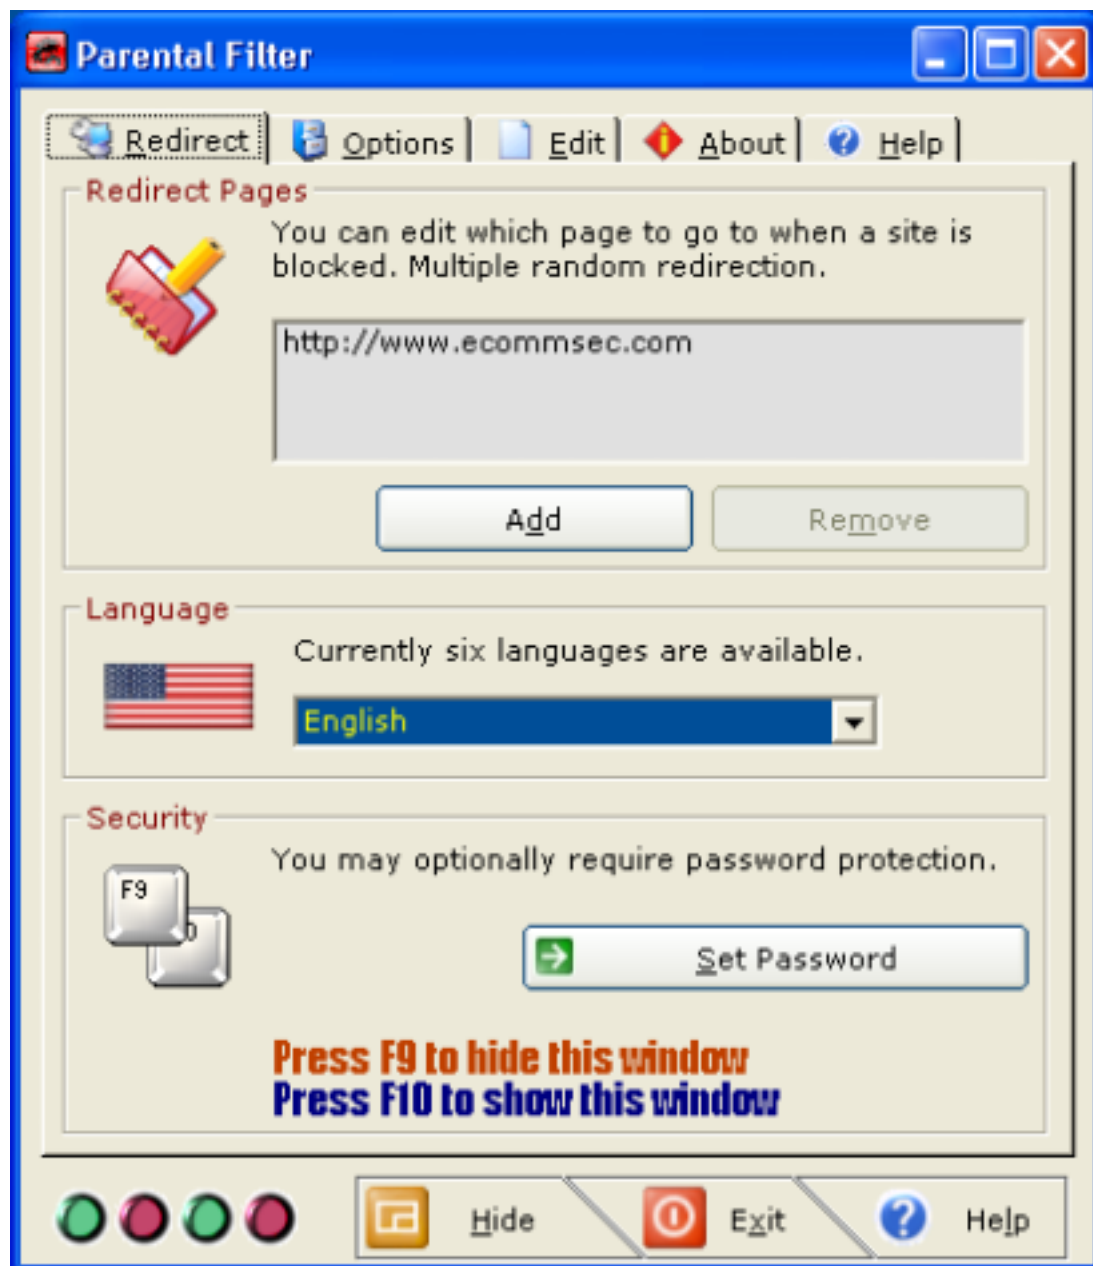 Parental Filter
Redirect
Options
Edit
About
Help
Redirect Pages
You can edit which page to go to when a site is
blocked. Multiple random redirection.
http://www.ecommsec.com
Add
Remove
Language
Currently six languages are available.
English
Security
You may optionally require password protection.
F9
Set Password
Press F9 to hide this window
Press F10 to show this window
Hide
Exit
Help